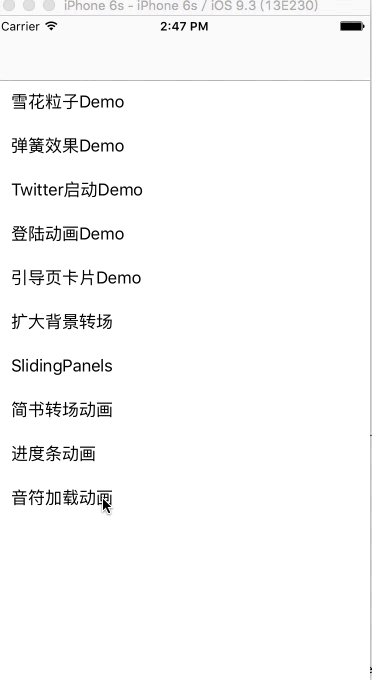 iPhone 6s - iPhone 6s / iOS 9.3 (13E230)
Carrier 2:47 PM
雪花粒子Demo
弹簧效果Demo
Twitter启动Demo
登陆动画Demo
引导页卡片Demo
扩大背景转场
SlidingPanels
简书转场动画
进度条动画
音符加载动画